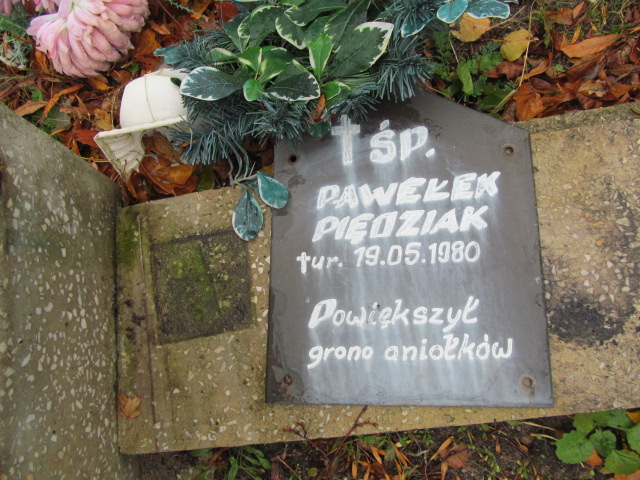 † ŚP.
PAWEŁEK
PIĘDZIAK
†ur. 19.05.1980
Powiększył
grono aniołków